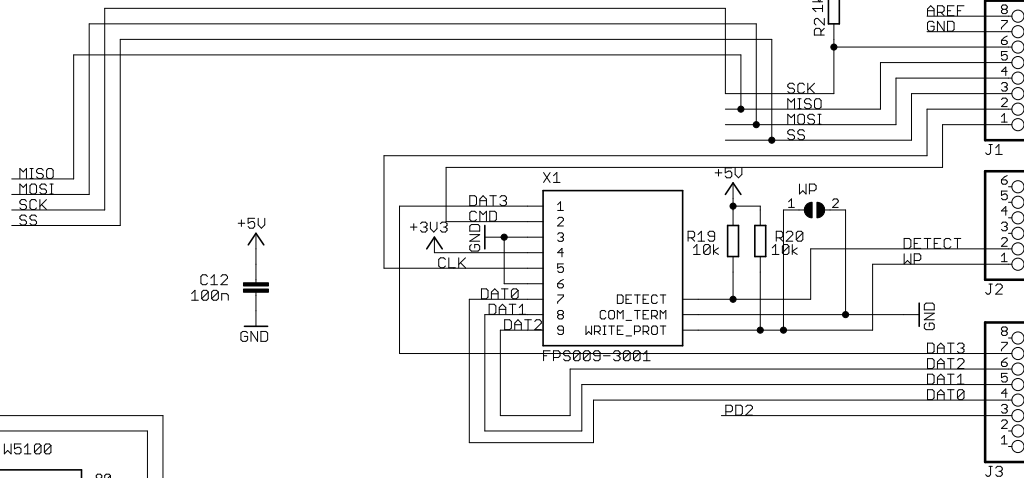 R2 1k
AREF
GND
8
7
6
5
4
3
2
1
J1
SCK
MISO
MOSI
SS
MISO
MOSI
SCK
SS
+5V
C12
100n
GND
X1
DAT3
CMD
+3V3
GND
CLK
DAT0
DAT1
DAT2
1
2
3
4
5
6
7
8
9
DETECT
COM_TERM
WRITE_PROT
FPS009-3001
+5V
R19
10k
R20
10k
WP
1
2
DETECT
WP
GND
6
5
4
3
2
1
J2
DAT3
DAT2
DAT1
DAT0
PD2
8
7
6
5
4
3
2
1
J3
W5100
80